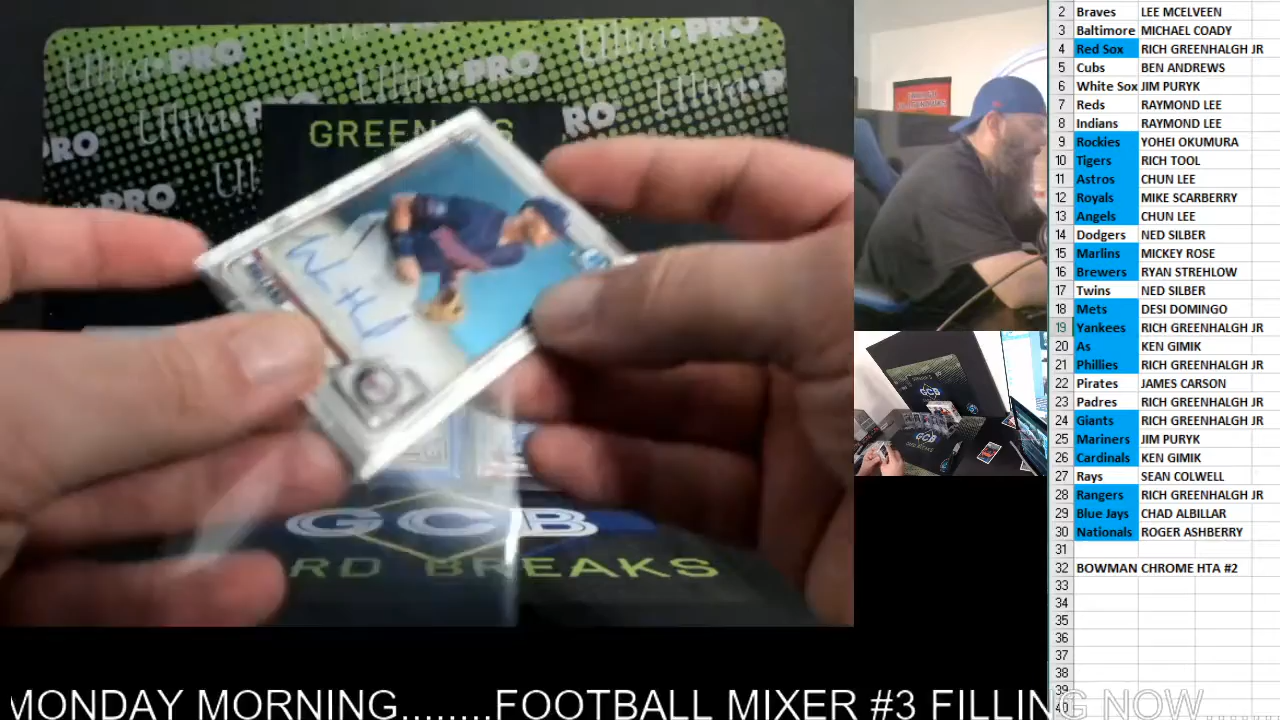 Ultra PRO
Ultra PRO
Ultra PRO
PRO
PRO
GREEN
GCB
RD BREAKS
GCB
GCB
2 Braves LEE MCELVEEN
3 Baltimore MICHAEL COADY
4 Red Sox RICH GREENHALGH JR
5 Cubs BEN ANDREWS
6 White Sox JIM PURYK
7 Reds RAYMOND LEE
8 Indians RAYMOND LEE
9 Rockies YOHEI OKUMURA
10 Tigers RICH TOOL
11 Astros CHUN LEE
12 Royals MIKE SCARBERRY
13 Angels CHUN LEE
14 Dodgers NED SILBER
15 Marlins MICKEY ROSE
16 Brewers RYAN STREHLOW
17 Twins NED SILBER
18 Mets DESI DOMINGO
19 Yankees RICH GREENHALGH JR
20 As KEN GIMIK
21 Phillies RICH GREENHALGH JR
22 Pirates JAMES CARSON
23 Padres RICH GREENHALGH JR
24 Giants RICH GREENHALGH JR
25 Mariners JIM PURYK
26 Cardinals KEN GIMIK
27 Rays SEAN COLWELL
28 Rangers RICH GREENHALGH JR
29 Blue Jays CHAD ALBILLAR
30 Nationals ROGER ASHBERRY
31
32 BOWMAN CHROME HTA #2
33
34
35
36
37
38
39
40
MONDAY MORNING........FOOTBALL MIXER #3 FILLING NOW........